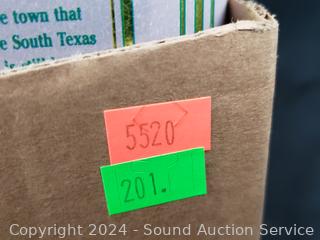 e town that
e South Texas
5520
201.
Copyright © 2024 - Sound Auction Service